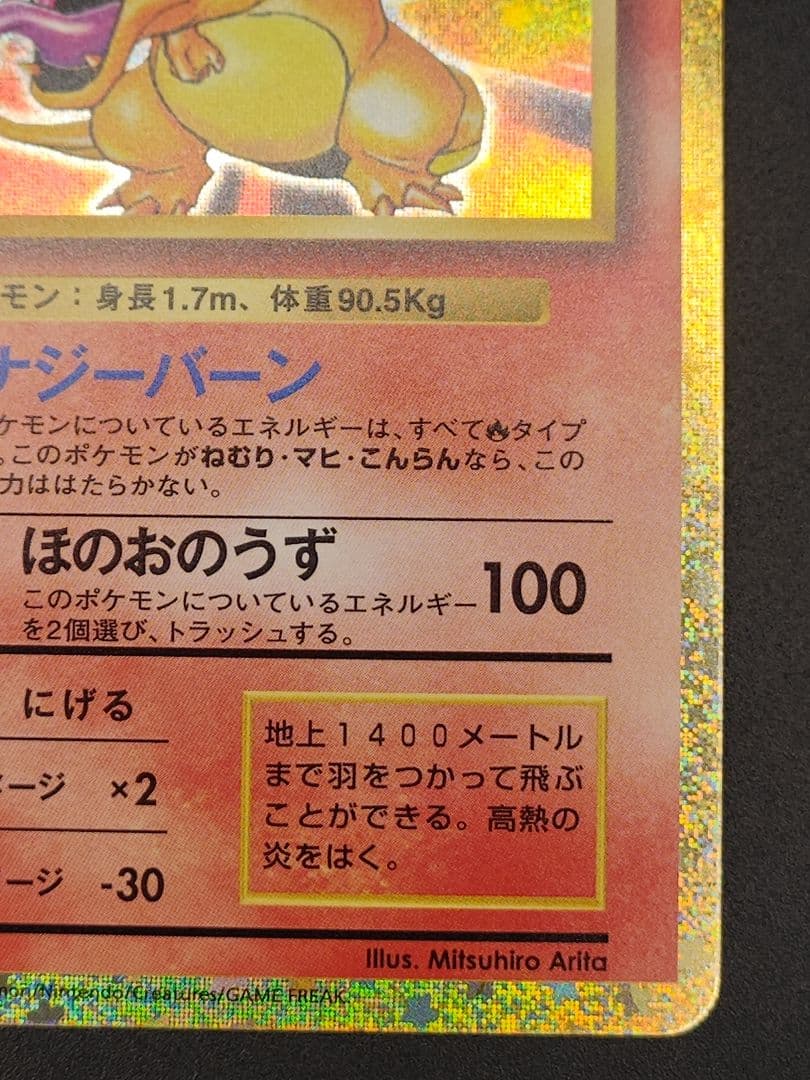 モン：身長1.7m、体重90.5Kg
ナジーバーン
ケモンについているエネルギーは、すべて🔥タイプ
。このポケモンがねむり・マヒ・こんらんなら、この
力ははたらかない。
ほのおのうず 100
このポケモンについているエネルギー
を2個選び、トラッシュする。
にげる
メージ ×2
ージ -30
地上１４００メートル
まで羽をつかって飛ぶ
ことができる。高熱の
炎をはく。
Illus. Mitsuhiro Arita
/Nintendo/Creatures/GAME FREAK.